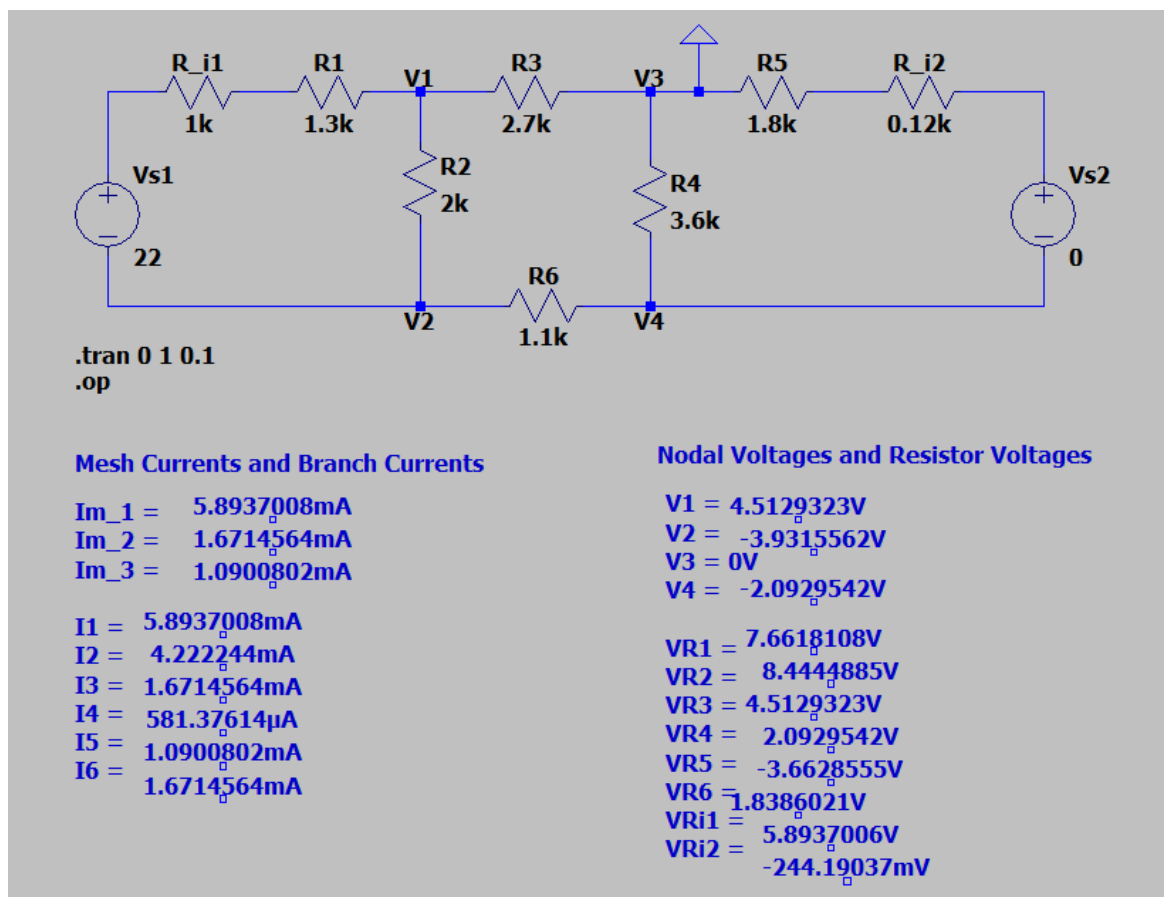 R_i1
1k
R1
1.3k
V1
R3
2.7k
V3
R5
1.8k
R_i2
0.12k
Vs1
22
R2
2k
R4
3.6k
Vs2
0
R6
1.1k
V2
V4
.tran 0 1 0.1
.op
Mesh Currents and Branch Currents
Im_1 = 5.8937008mA
Im_2 = 1.6714564mA
Im_3 = 1.0900802mA
I1 = 5.8937008mA
I2 = 4.222244mA
I3 = 1.6714564mA
I4 = 581.37614µA
I5 = 1.0900802mA
I6 = 1.6714564mA
Nodal Voltages and Resistor Voltages
V1 = 4.5129323V
V2 = -3.9315562V
V3 = 0V
V4 = -2.0929542V
VR1 = 7.6618108V
VR2 = 8.4444885V
VR3 = 4.5129323V
VR4 = 2.0929542V
VR5 = -3.6628555V
VR6 = 1.8386021V
VRi1 = 5.8937006V
VRi2 = -244.19037mV